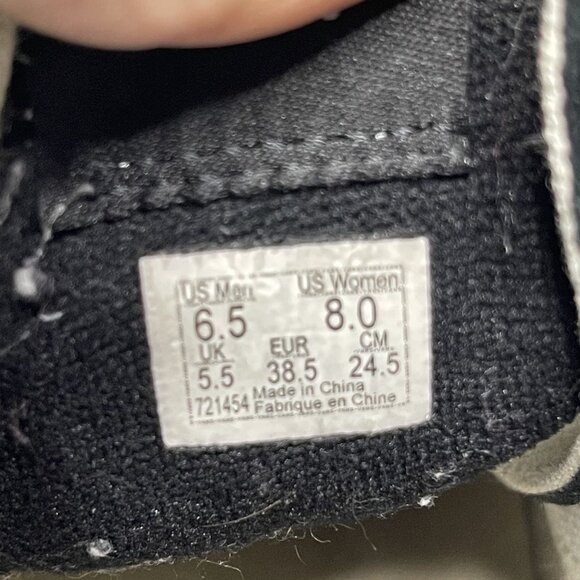 US Men US Women
6.5 8.0
UK EUR CM
5.5 38.5 24.5
Made in China
721454 Fabrique en Chine